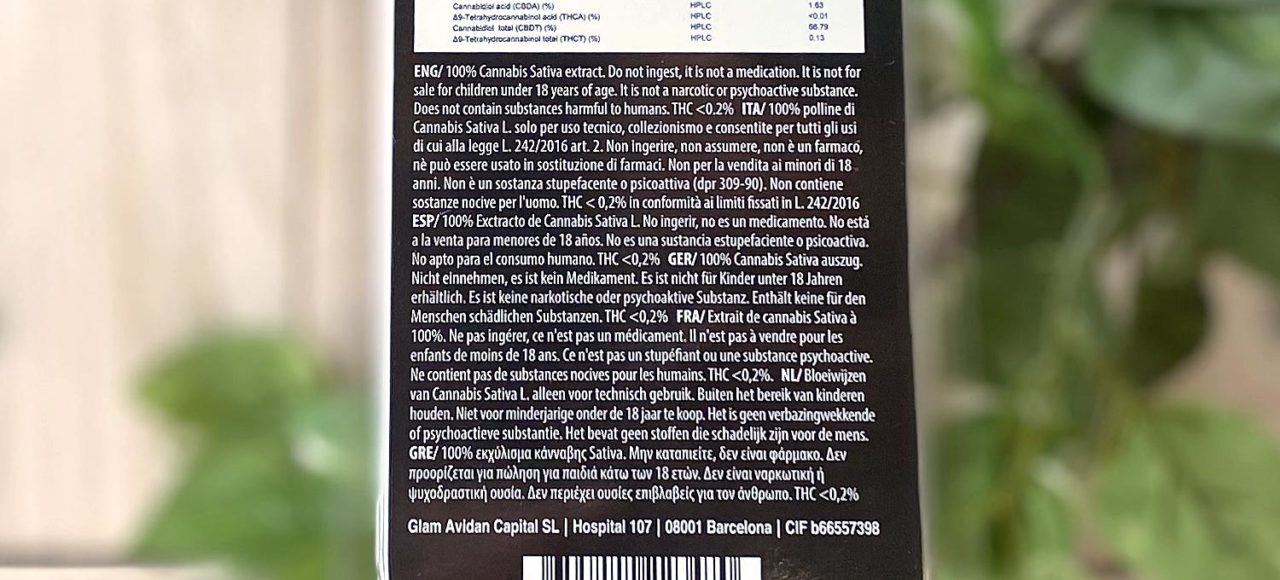 Cannabidiol acid (CBDA) (%) HPLC 1.63
Δ9-Tetrahydrocannabinol acid (THCA) (%) HPLC <0.01
Cannabidiol total (CBDT) (%) HPLC 66.79
Δ9-Tetrahydrocannabinol total (THCT) (%) HPLC 0.13
ENG/ 100% Cannabis Sativa extract. Do not ingest, it is not a medication. It is not for
sale for children under 18 years of age. It is not a narcotic or psychoactive substance.
Does not contain substances harmful to humans. THC <0.2% ITA/ 100% polline di
Cannabis Sativa L. solo per uso tecnico, collezionismo e consentite per tutti gli usi
di cui alla legge L. 242/2016 art. 2. Non ingerire, non assumere, non è un farmaco,
nè può essere usato in sostituzione di farmaci. Non per la vendita ai minori di 18
anni. Non è un sostanza stupefacente o psicoattiva (dpr 309-90). Non contiene
sostanze nocive per l'uomo. THC < 0,2% in conformità ai limiti fissati in L. 242/2016
ESP/ 100% Exctracto de Cannabis Sativa L. No ingerir, no es un medicamento. No está
a la venta para menores de 18 años. No es una sustancia estupefaciente o psicoactiva.
No apto para el consumo humano. THC <0,2% GER/ 100% Cannabis Sativa auszug.
Nicht einnehmen, es ist kein Medikament. Es ist nicht für Kinder unter 18 Jahren
erhältlich. Es ist keine narkotische oder psychoaktive Substanz. Enthält keine für den
Menschen schädlichen Substanzen. THC <0,2% FRA/ Extrait de cannabis Sativa à
100%. Ne pas ingérer, ce n'est pas un médicament. Il n'est pas à vendre pour les
enfants de moins de 18 ans. Ce n'est pas un stupéfiant ou une substance psychoactive.
Ne contient pas de substances nocives pour les humains. THC <0,2%. NL/ Bloeiwijzen
van Cannabis Sativa L. alleen voor technisch gebruik. Buiten het bereik van kinderen
houden. Niet voor minderjarige onder de 18 jaar te koop. Het is geen verbazingwekkende
of psychoactieve substantie. Het bevat geen stoffen die schadelijk zijn voor de mens.
GRE/ 100% εκχύλισμα κάνναβης Sativa. Μην καταπιείτε, δεν είναι φάρμακο. Δεν
προορίζεται για πώληση για παιδιά κάτω των 18 ετών. Δεν είναι ναρκωτική ή
ψυχοδραστική ουσία. Δεν περιέχει ουσίες επιβλαβείς για τον άνθρωπο. THC <0,2%
Glam Avidan Capital SL | Hospital 107 | 08001 Barcelona | CIF b66557398